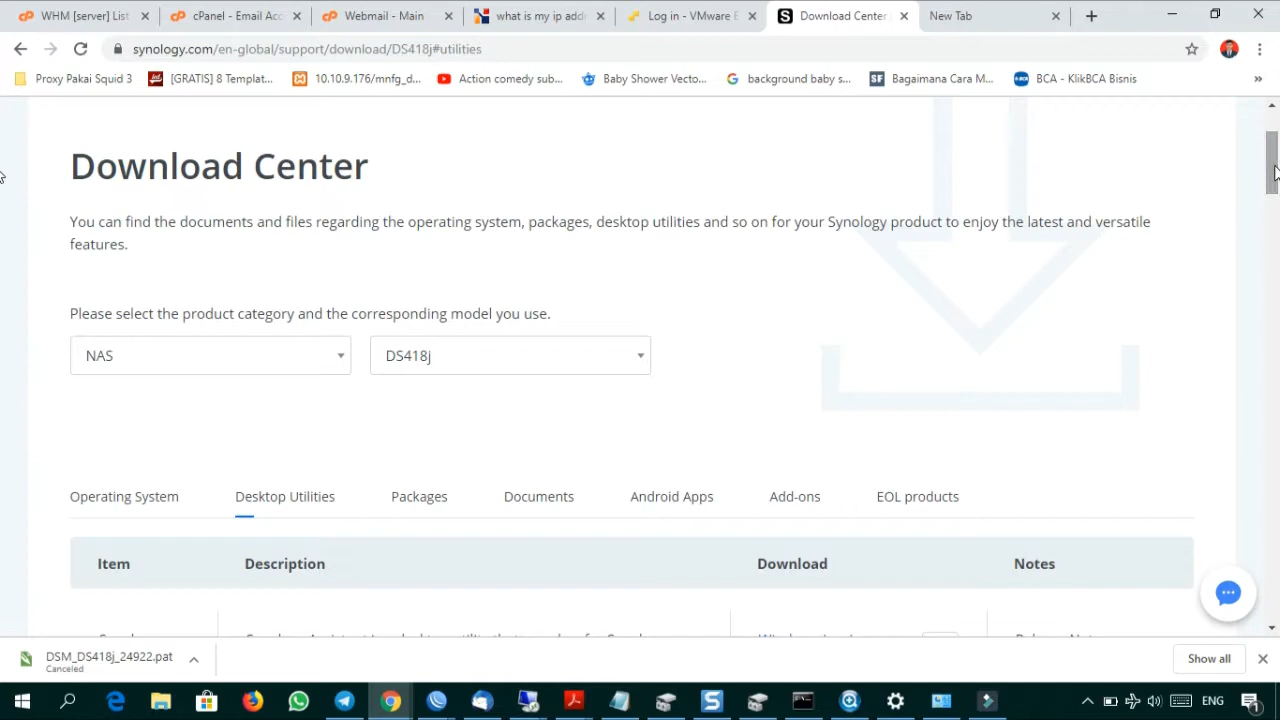 WHM [server] List
cPanel - Email Acc
Webmail - Main
what is my ip add
Log in - VMware E
Download Center
New Tab
synology.com/en-global/support/download/DS418j#utilities
Proxy Pakai Squid 3
[GRATIS] 8 Templat...
10.10.9.176/mnfg_d...
Action comedy sub...
Baby Shower Vecto...
background baby s...
Bagaimana Cara M...
BCA - KlikBCA Bisnis
Download Center
You can find the documents and files regarding the operating system, packages, desktop utilities and so on for your Synology product to enjoy the latest and versatile
features.
Please select the product category and the corresponding model you use.
NAS
DS418j
Operating System
Desktop Utilities
Packages
Documents
Android Apps
Add-ons
EOL products
Item
Description
Download
Notes
DSM_DS418j_24922.pat
Canceled
Show all
ENG
1